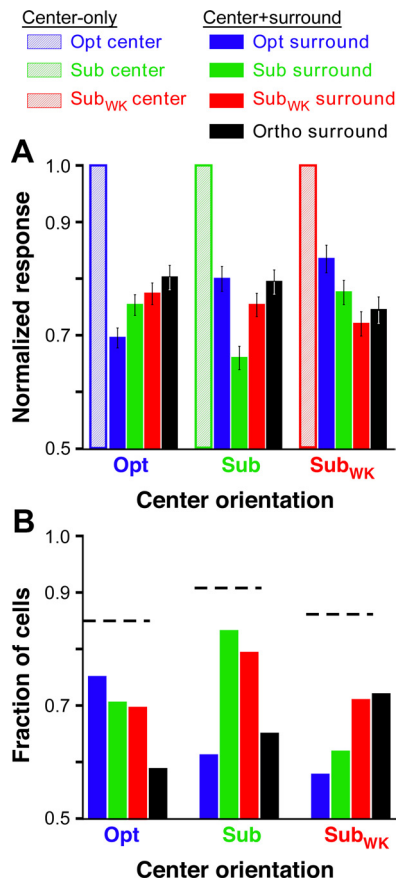 Center-only Center+surround
Opt center Opt surround
Sub center Sub surround
SubWK center SubWK surround
Ortho surround
A
1.0
0.9
0.7
0.5
Normalized response
Opt Sub SubWK
Center orientation
B
1.0
0.9
0.7
0.5
Fraction of cells
Opt Sub SubWK
Center orientation